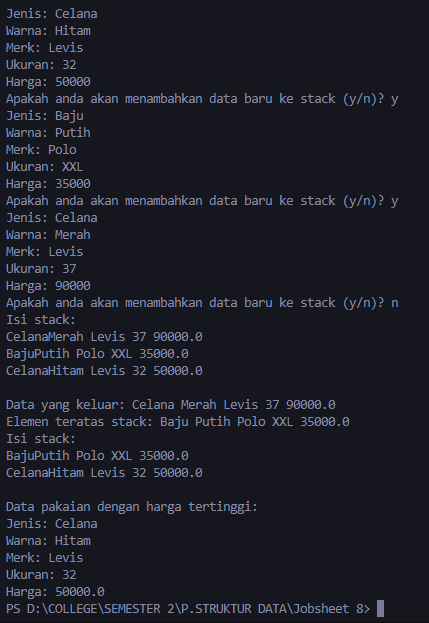 Jenis: Celana
Warna: Hitam
Merk: Levis
Ukuran: 32
Harga: 50000
Apakah anda akan menambahkan data baru ke stack (y/n)? y
Jenis: Baju
Warna: Putih
Merk: Polo
Ukuran: XXL
Harga: 35000
Apakah anda akan menambahkan data baru ke stack (y/n)? y
Jenis: Celana
Warna: Merah
Merk: Levis
Ukuran: 37
Harga: 90000
Apakah anda akan menambahkan data baru ke stack (y/n)? n
Isi stack:
CelanaMerah Levis 37 90000.0
BajuPutih Polo XXL 35000.0
CelanaHitam Levis 32 50000.0

Data yang keluar: Celana Merah Levis 37 90000.0
Elemen teratas stack: Baju Putih Polo XXL 35000.0
Isi stack:
BajuPutih Polo XXL 35000.0
CelanaHitam Levis 32 50000.0

Data pakaian dengan harga tertinggi:
Jenis: Celana
Warna: Hitam
Merk: Levis
Ukuran: 32
Harga: 50000.0
PS D:\COLLEGE\SEMESTER 2\P.STRUKTUR DATA\Jobsheet 8>